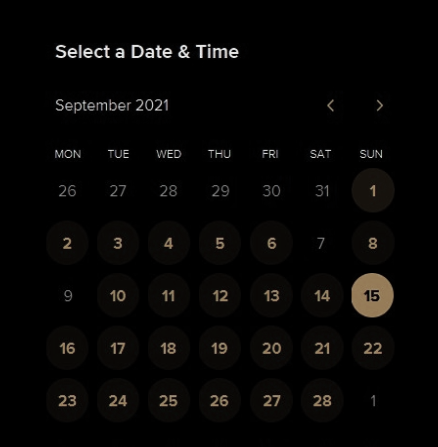 Select a Date & Time
September 2021
MON TUE WED THU FRI SAT SUN
26 27 28 29 30 31 1
2 3 4 5 6 7 8
9 10 11 12 13 14 15
16 17 18 19 20 21 22
23 24 25 26 27 28 1